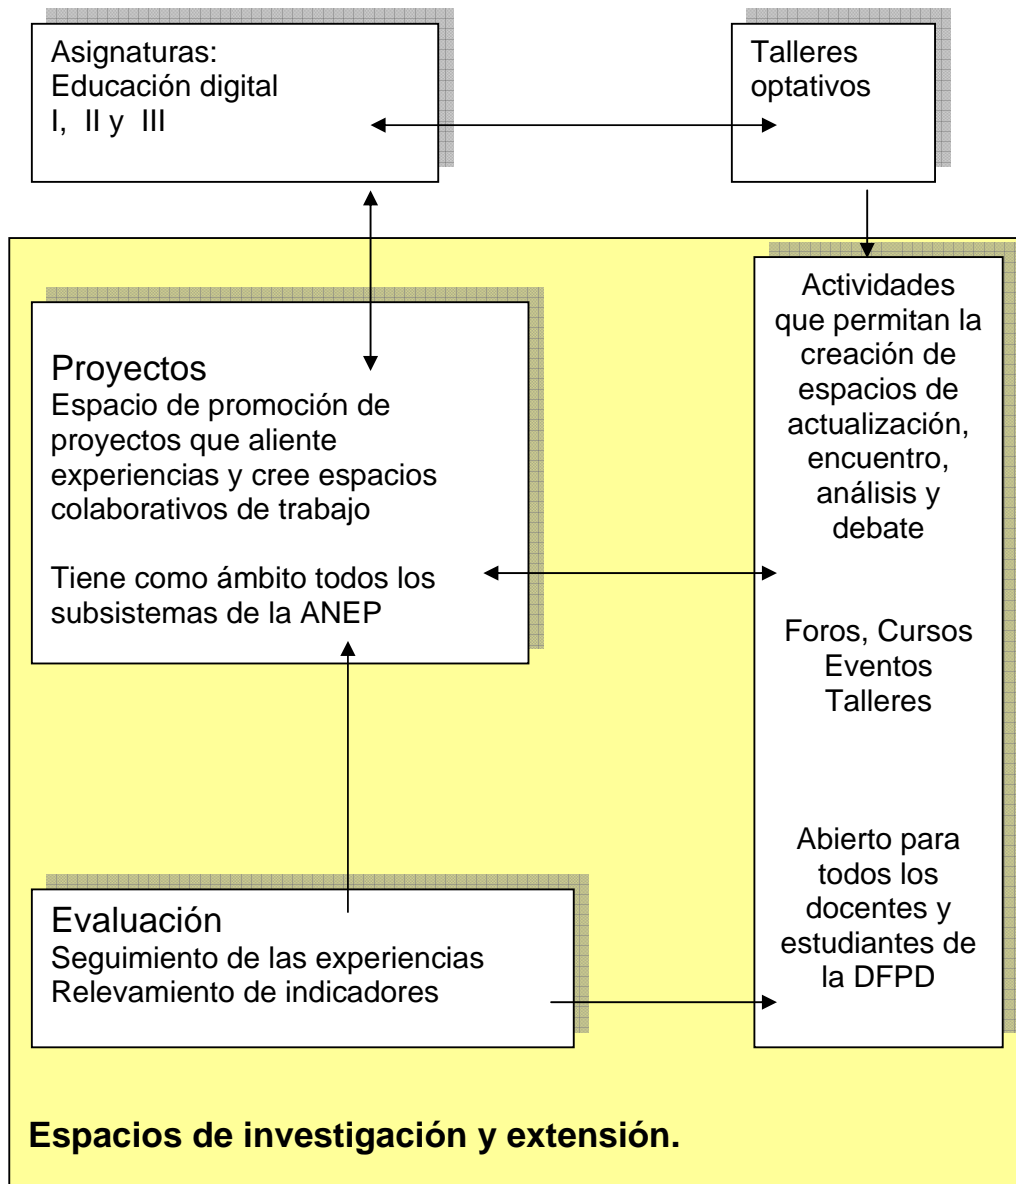 Asignaturas:
Educación digital
I, II y III
Talleres
optativos
Proyectos
Espacio de promoción de
proyectos que aliente
experiencias y cree espacios
colaborativos de trabajo
Tiene como ámbito todos los
subsistemas de la ANEP
Actividades
que permitan la
creación de
espacios de
actualización,
encuentro,
análisis y
debate
Foros, Cursos
Eventos
Talleres
Abierto para
todos los
docentes y
estudiantes de
la DFPD
Evaluación
Seguimiento de las experiencias
Relevamiento de indicadores
Espacios de investigación y extensión.